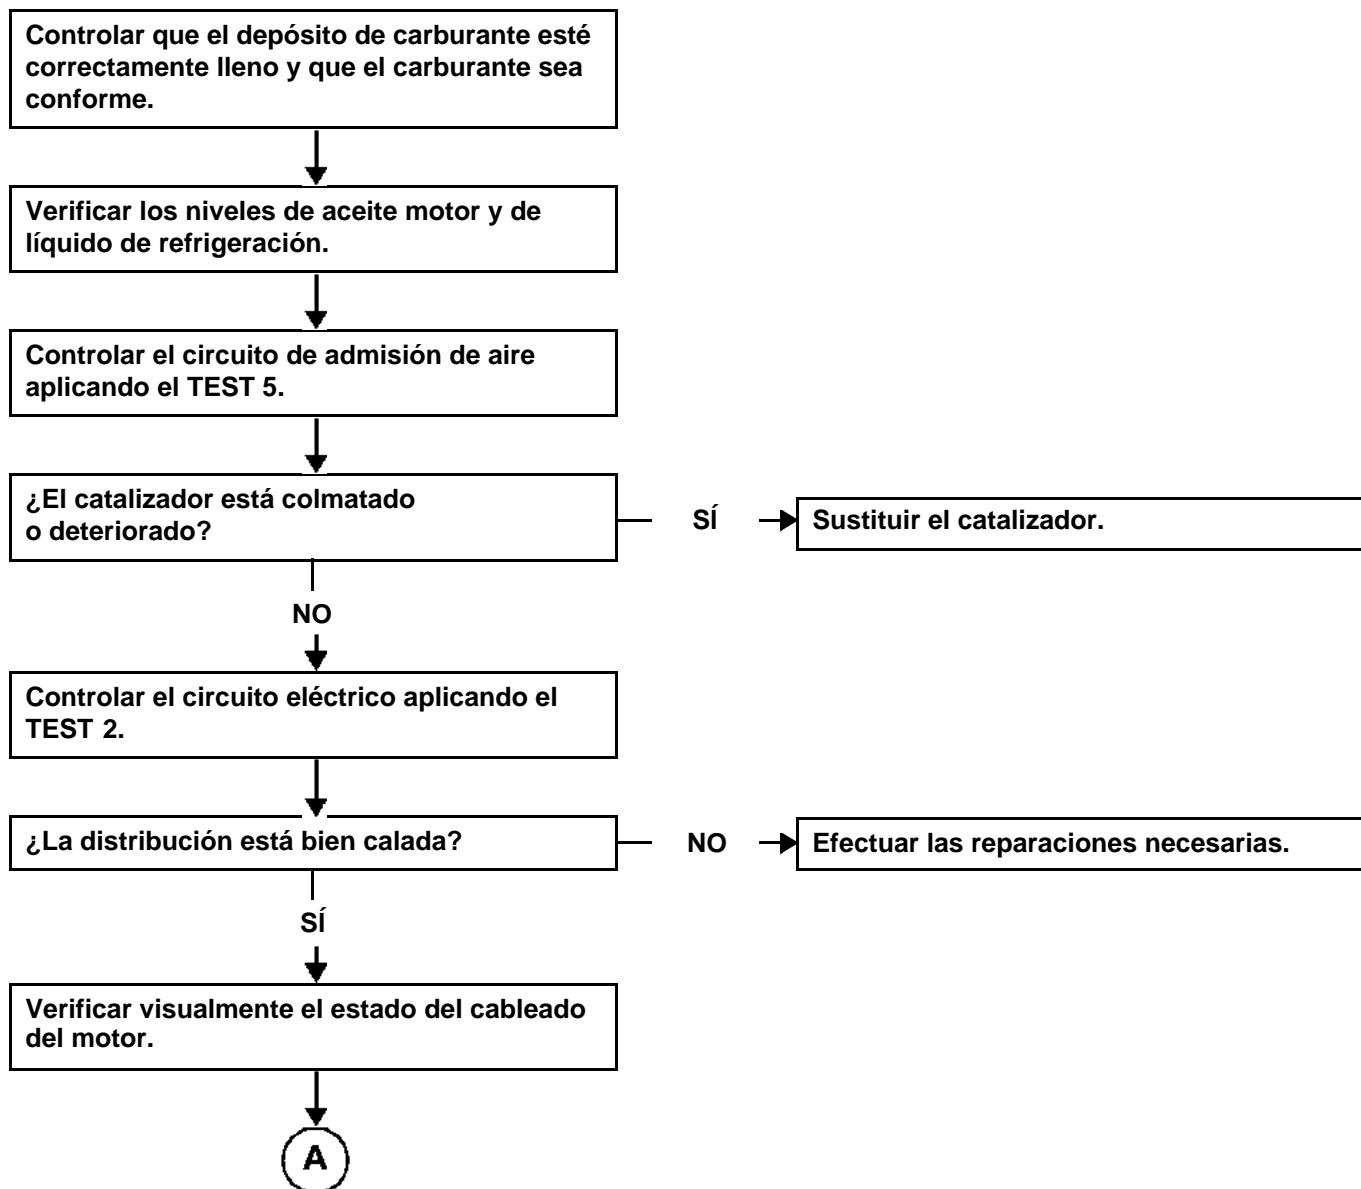 Controlar que el depósito de carburante esté
correctamente lleno y que el carburante sea
conforme.
Verificar los niveles de aceite motor y de
líquido de refrigeración.
Controlar el circuito de admisión de aire
aplicando el TEST 5.
¿El catalizador está colmatado
o deteriorado?
SÍ
Sustituir el catalizador.
NO
Controlar el circuito eléctrico aplicando el
TEST 2.
¿La distribución está bien calada?
NO
Efectuar las reparaciones necesarias.
SÍ
Verificar visualmente el estado del cableado
del motor.
A